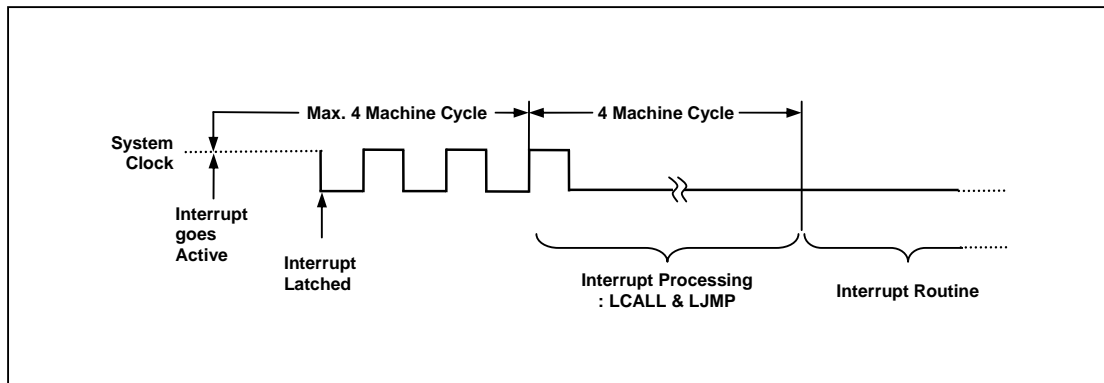 Max. 4 Machine Cycle
4 Machine Cycle
System
Clock
Interrupt
goes
Active
Interrupt
Latched
Interrupt Processing
: LCALL & LJMP
Interrupt Routine